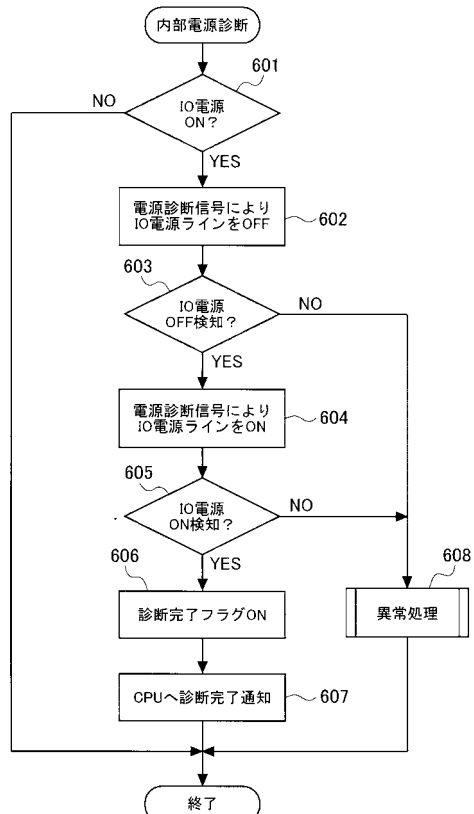 内部電源診断
601
IO電源
ON?
NO
YES
電源診断信号により
IO電源ラインをOFF
602
603
IO電源
OFF検知?
NO
YES
電源診断信号により
IO電源ラインをON
604
605
IO電源
ON検知?
NO
YES
606
診断完了フラグON
608
異常処理
CPUへ診断完了通知
607
終了